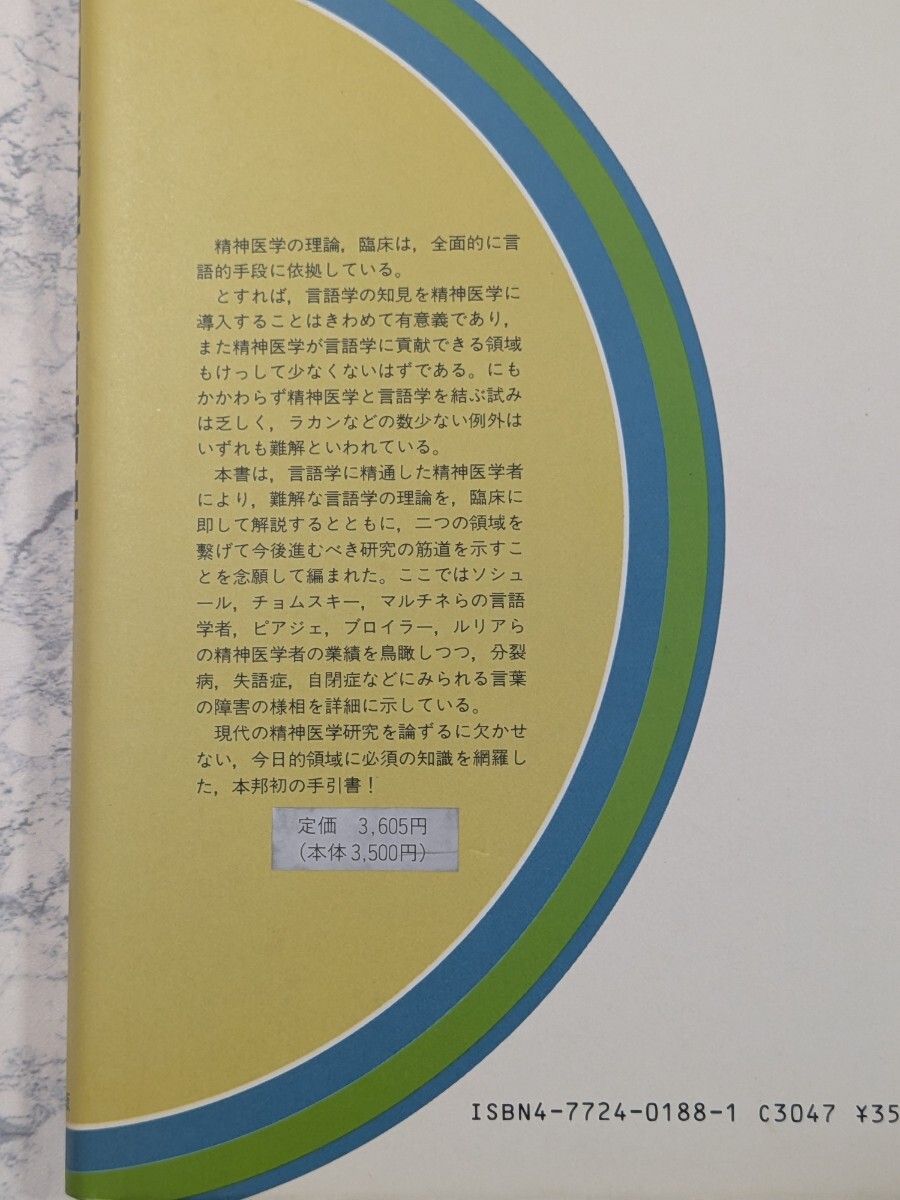 精神医学の理論，臨床は，全面的に言
語的手段に依拠している。
とすれば，言語学の知見を精神医学に
導入することはきわめて有意義であり，
また精神医学が言語学に貢献できる領域
もけっして少なくないはずである。にも
かかわらず精神医学と言語学を結ぶ試み
は乏しく，ラカンなどの数少ない例外は
いずれも難解といわれている。
本書は，言語学に精通した精神医学者
により，難解な言語学の理論を，臨床に
即して解説するとともに，二つの領域を
繋げて今後進むべき研究の筋道を示すこ
とを念願して編まれた。ここではソシュ
ール，チョムスキー，マルチネらの言語
学者，ピアジェ，ブロイラー，ルリアら
の精神医学者の業績を鳥瞰しつつ，分裂
病，失語症，自閉症などにみられる言葉
の障害の様相を詳細に示している。
現代の精神医学研究を論ずるに欠かせ
ない，今日的領域に必須の知識を網羅し
た，本邦初の手引書！
定価 3,605円
(本体3,500円)
ISBN4-7724-0188-1 C3047 ¥35